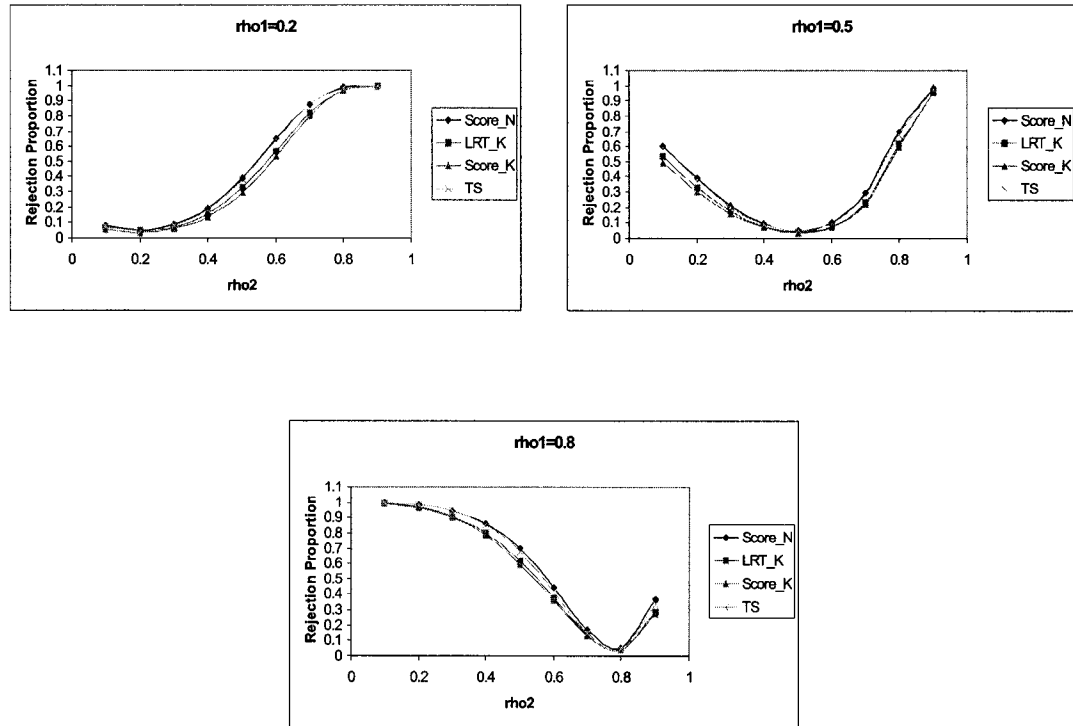 rho1=0.2
Rejection Proportion
1.1
1
0.9
0.8
0.7
0.6
0.5
0.4
0.3
0.2
0.1
0
0 0.2 0.4 0.6 0.8 1
rho2
Score_N
LRT_K
Score_K
TS
rho1=0.5
Rejection Proportion
1.1
1
0.9
0.8
0.7
0.6
0.5
0.4
0.3
0.2
0.1
0
0 0.2 0.4 0.6 0.8 1
rho2
Score_N
LRT_K
Score_K
TS
rho1=0.8
Rejection Proportion
1.1
1
0.9
0.8
0.7
0.6
0.5
0.4
0.3
0.2
0.1
0
0 0.2 0.4 0.6 0.8 1
rho2
Score_N
LRT_K
Score_K
TS